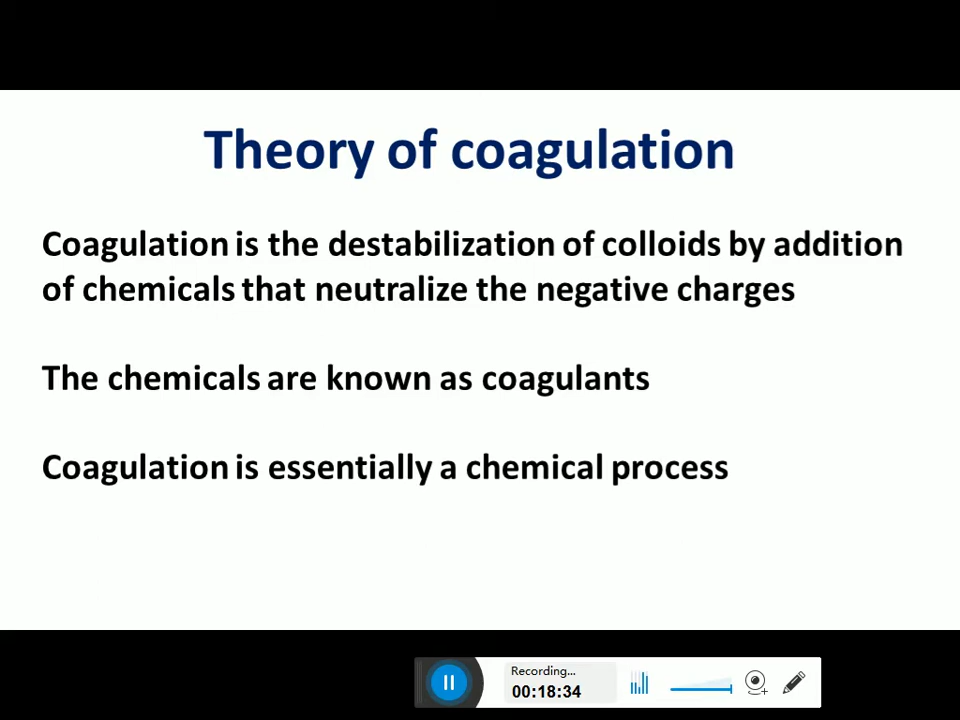 Theory of coagulation
Coagulation is the destabilization of colloids by addition
of chemicals that neutralize the negative charges
The chemicals are known as coagulants
Coagulation is essentially a chemical process
Recording...
00:18:34